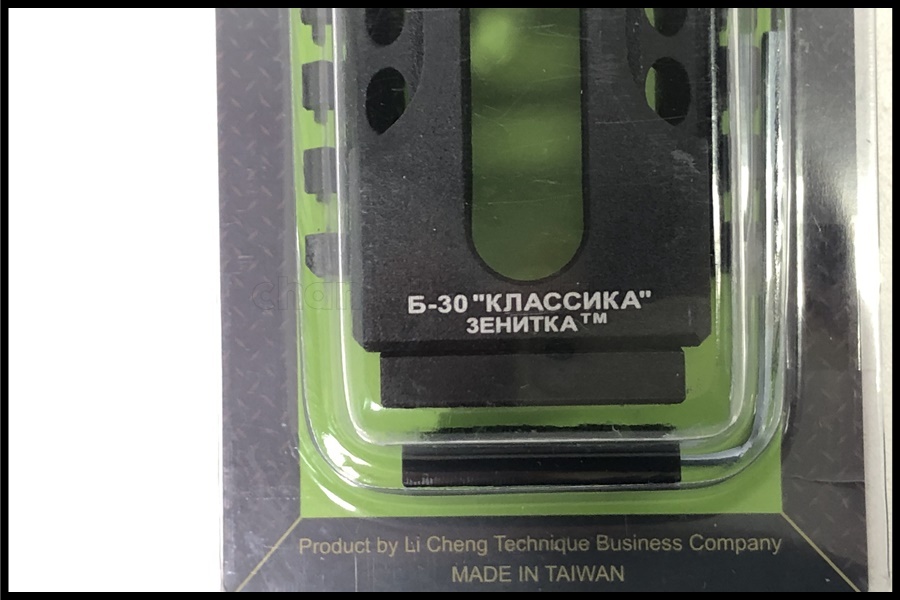 Б-30 "КЛАССИКА"
ЗЕНИТКА™
Product by Li Cheng Technique Business Company
MADE IN TAIWAN